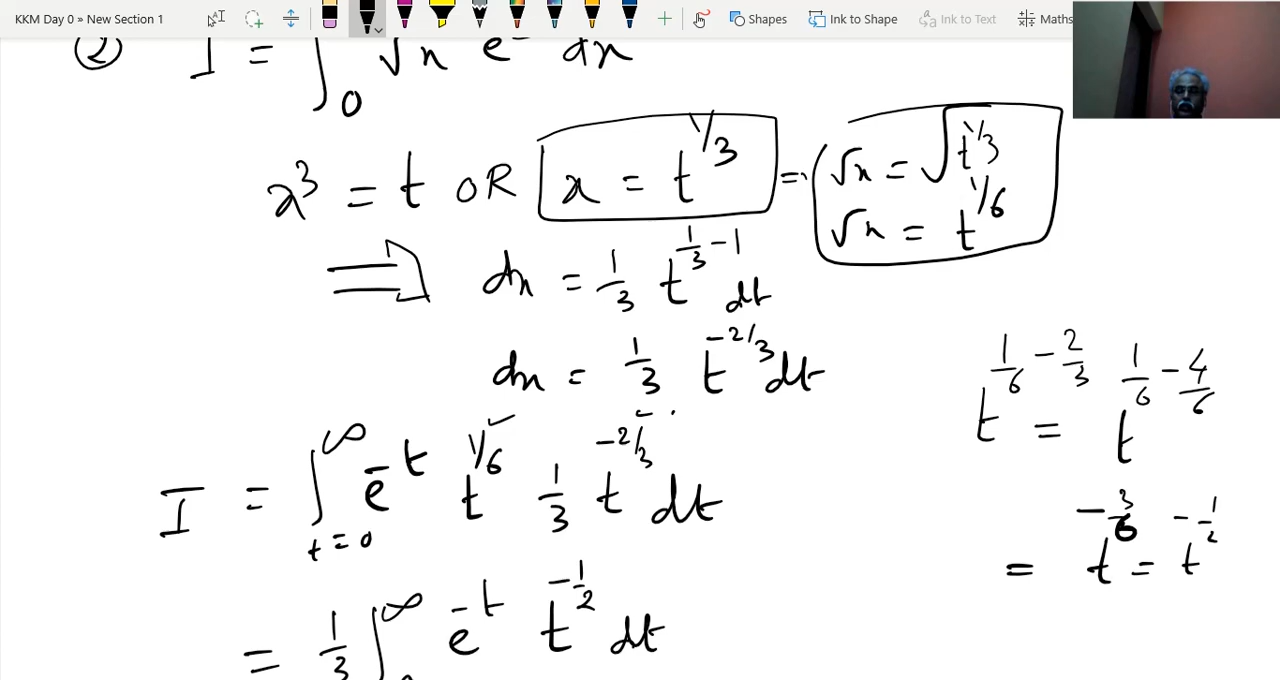 KKM Day 0 » New Section 1
Shapes Ink to Shape Ink to Text Maths
② I = ∫₀ √x e⁻ dx
x³ = t OR x = t^1/3 = √x = √t^1/3
√x = t^1/6
⇒ dx = 1/3 t^1/3 - 1 dt
dx = 1/3 t^-2/3 dt
t^1/6 - 2/3 = t^1/6 - 4/6
I = ∫_t=0^∞ e^-t t^1/6 1/3 t^-2/3 dt
= t^-3/6 = t^-1/2
= 1/3 ∫₀^∞ e^-t t^-1/2 dt